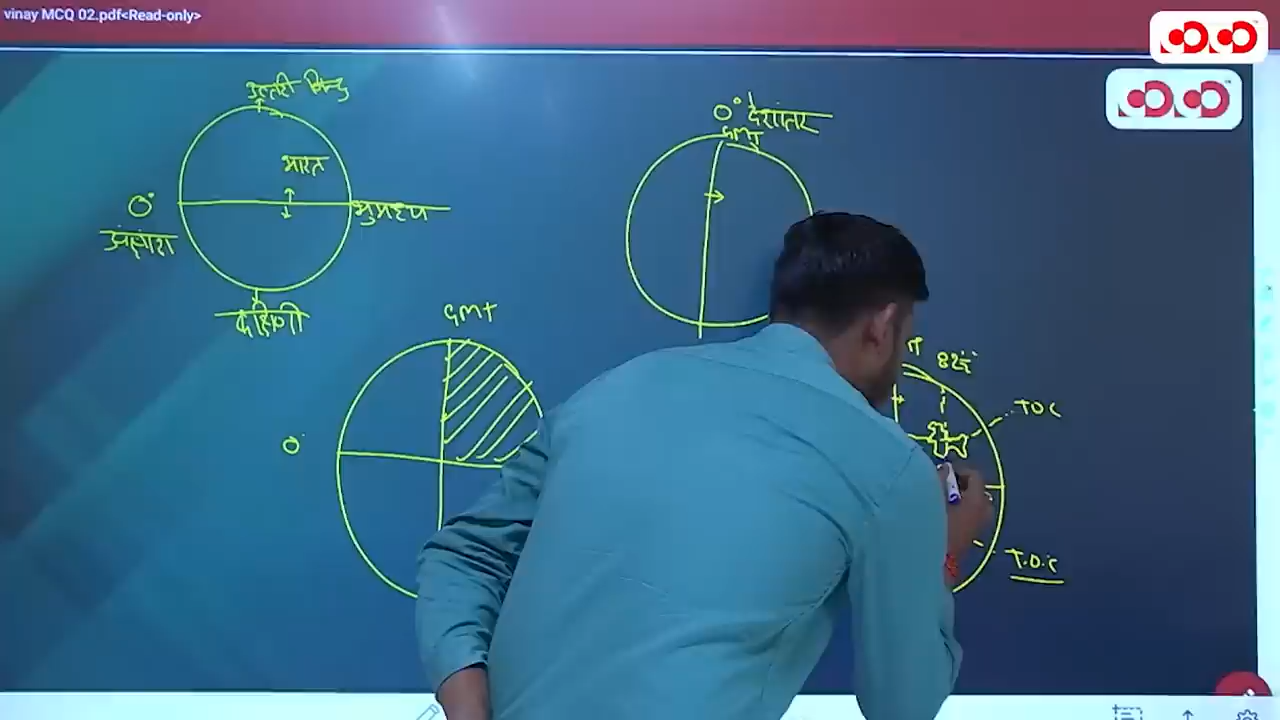 vinay MCQ 02.pdf<Read-only>
उत्तरी बिन्दु
0° देशांतर
GMT
भारत
0°
अक्षांश
दक्षिणी
GMT
82½°
TOC
0°
T.O.C